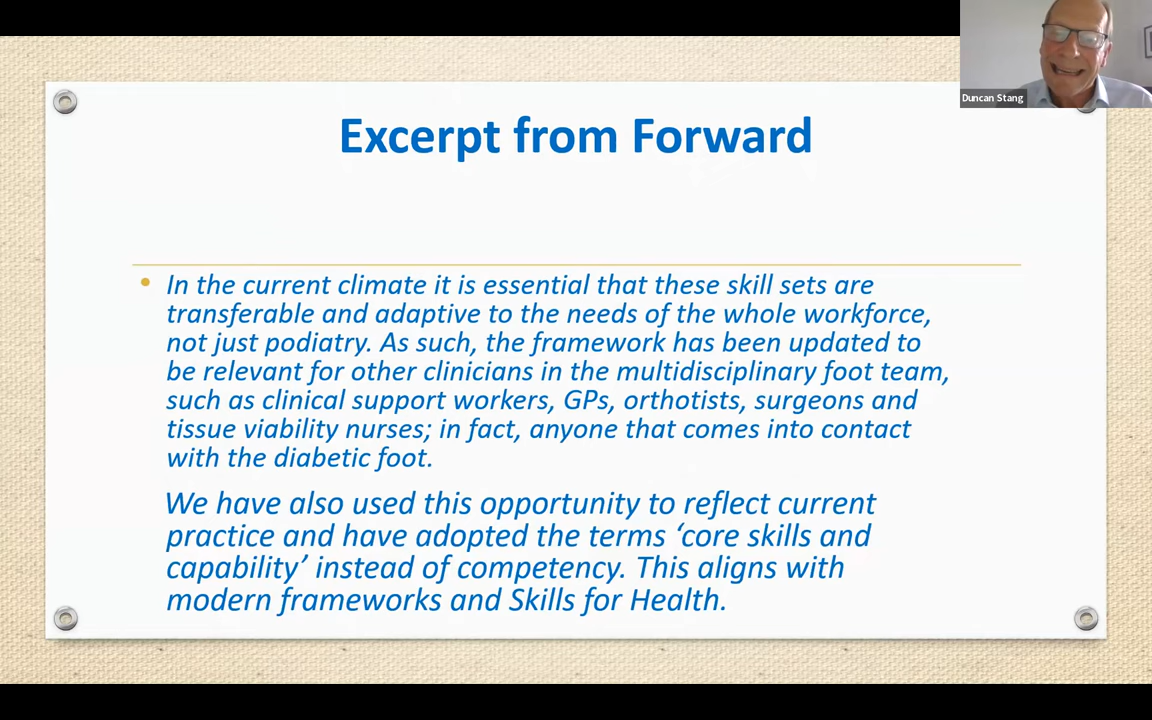 Duncan Stang
Excerpt from Forward
• In the current climate it is essential that these skill sets are
transferable and adaptive to the needs of the whole workforce,
not just podiatry. As such, the framework has been updated to
be relevant for other clinicians in the multidisciplinary foot team,
such as clinical support workers, GPs, orthotists, surgeons and
tissue viability nurses; in fact, anyone that comes into contact
with the diabetic foot.
We have also used this opportunity to reflect current
practice and have adopted the terms ‘core skills and
capability’ instead of competency. This aligns with
modern frameworks and Skills for Health.